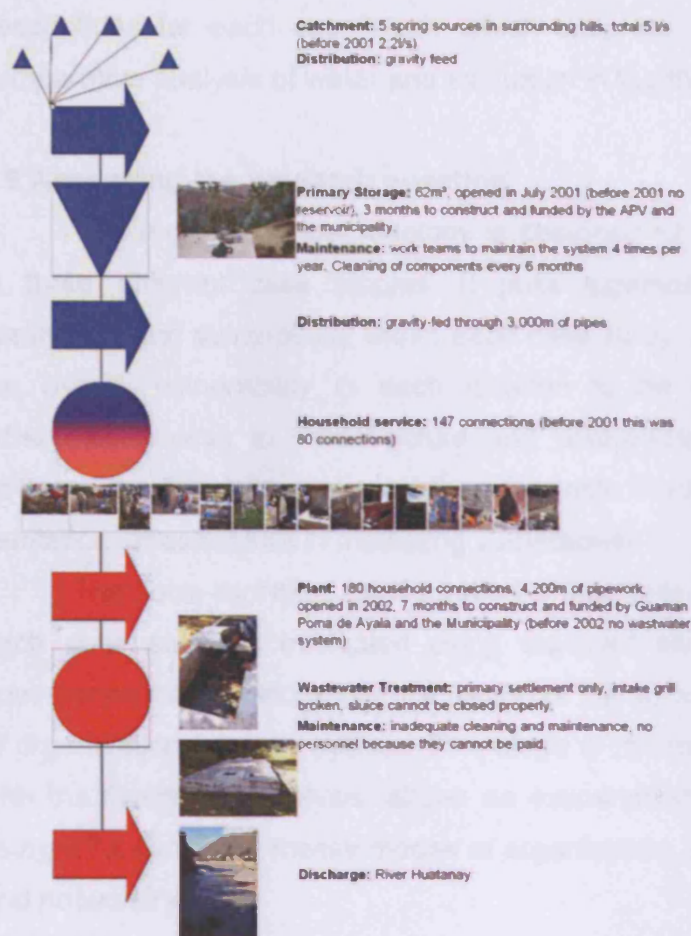 Catchment: 5 spring sources in surrounding hills, total 5 l/s
(before 2001 2.2l/s)
Distribution: gravity feed
Primary Storage: 62m³, opened in July 2001 (before 2001 no
reservoir), 3 months to construct and funded by the APV and
the municipality.
Maintenance: work teams to maintain the system 4 times per
year. Cleaning of components every 6 months
Distribution: gravity-fed through 3,000m of pipes
Household service: 147 connections (before 2001 this was
80 connections)
Plant: 180 household connections, 4,200m of pipework,
opened in 2002, 7 months to construct and funded by Guaman
Poma de Ayala and the Municipality (before 2002 no wastwater
system)
Wastewater Treatment: primary settlement only, intake grill
broken, sluice cannot be closed properly.
Maintenance: inadequate cleaning and maintenance, no
personnel because they cannot be paid.
Discharge: River Huatanay